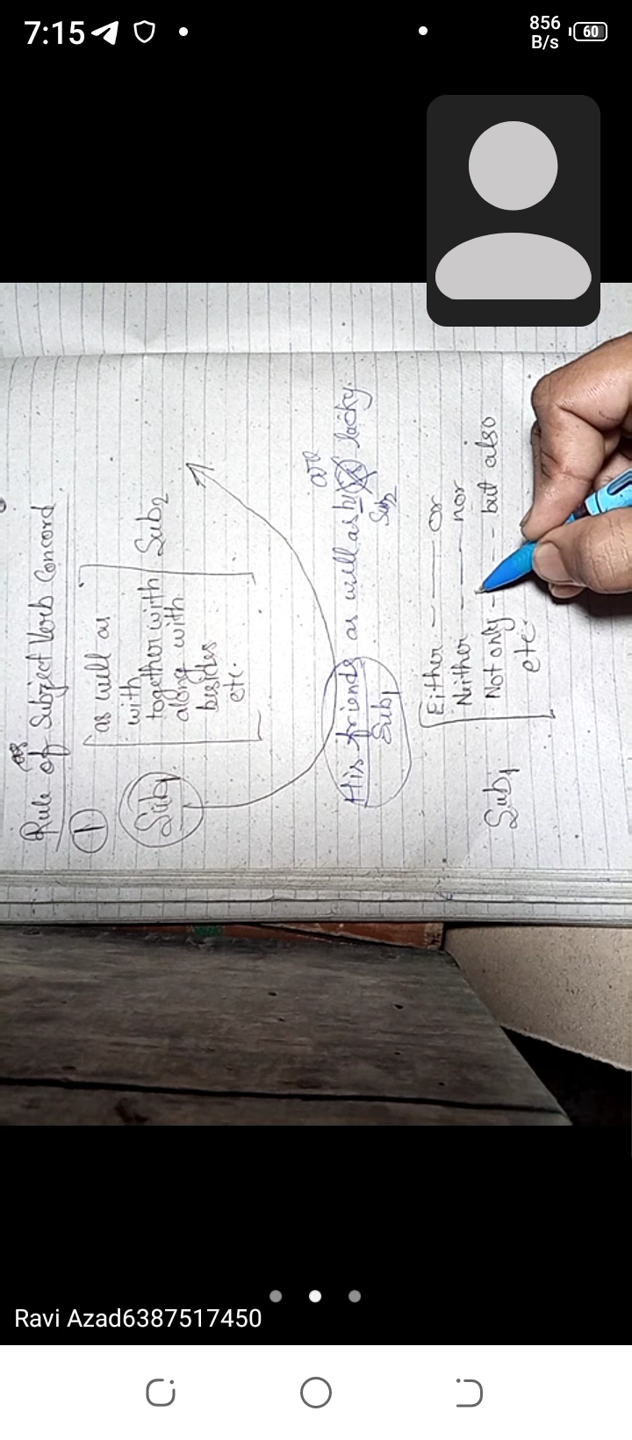 7:15
856
B/s
60
Rule of Subject Verb Concord
1
Sub1 as well as Sub2
with
together with
along with
besides
etc.
His friends as well as lucky.
are
Sub1
Sub2
Sub1 Either or
Neither nor
Not only but also
etc.
Ravi Azad6387517450